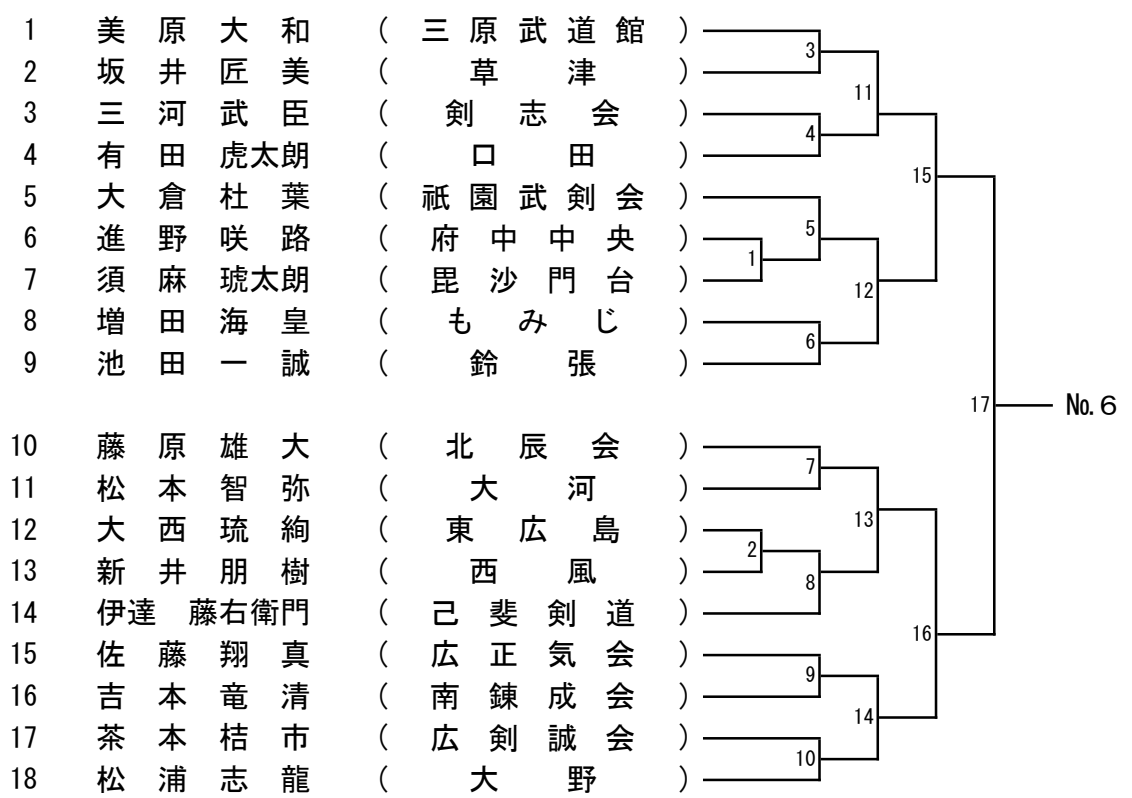 1 美原大和 (三原武道館) 3
2 坂井匠美 (草津) 11
3 三河武臣 (剣志会) 4
4 有田虎太朗 (口田) 15
5 大倉杜葉 (祇園武剣会) 5
6 進野咲路 (府中中央) 1
7 須麻琥太朗 (毘沙門台) 12
8 増田海皇 (もみじ) 6
9 池田一誠 (鈴張)
17 №6
10 藤原雄大 (北辰会) 7
11 松本智弥 (大河) 13
12 大西琉絢 (東広島) 2
13 新井朋樹 (西風) 8
14 伊達藤右衛門 (己斐剣道) 16
15 佐藤翔真 (広正気会) 9
16 吉本竜清 (南錬成会) 14
17 茶本桔市 (広剣誠会) 10
18 松浦志龍 (大野)